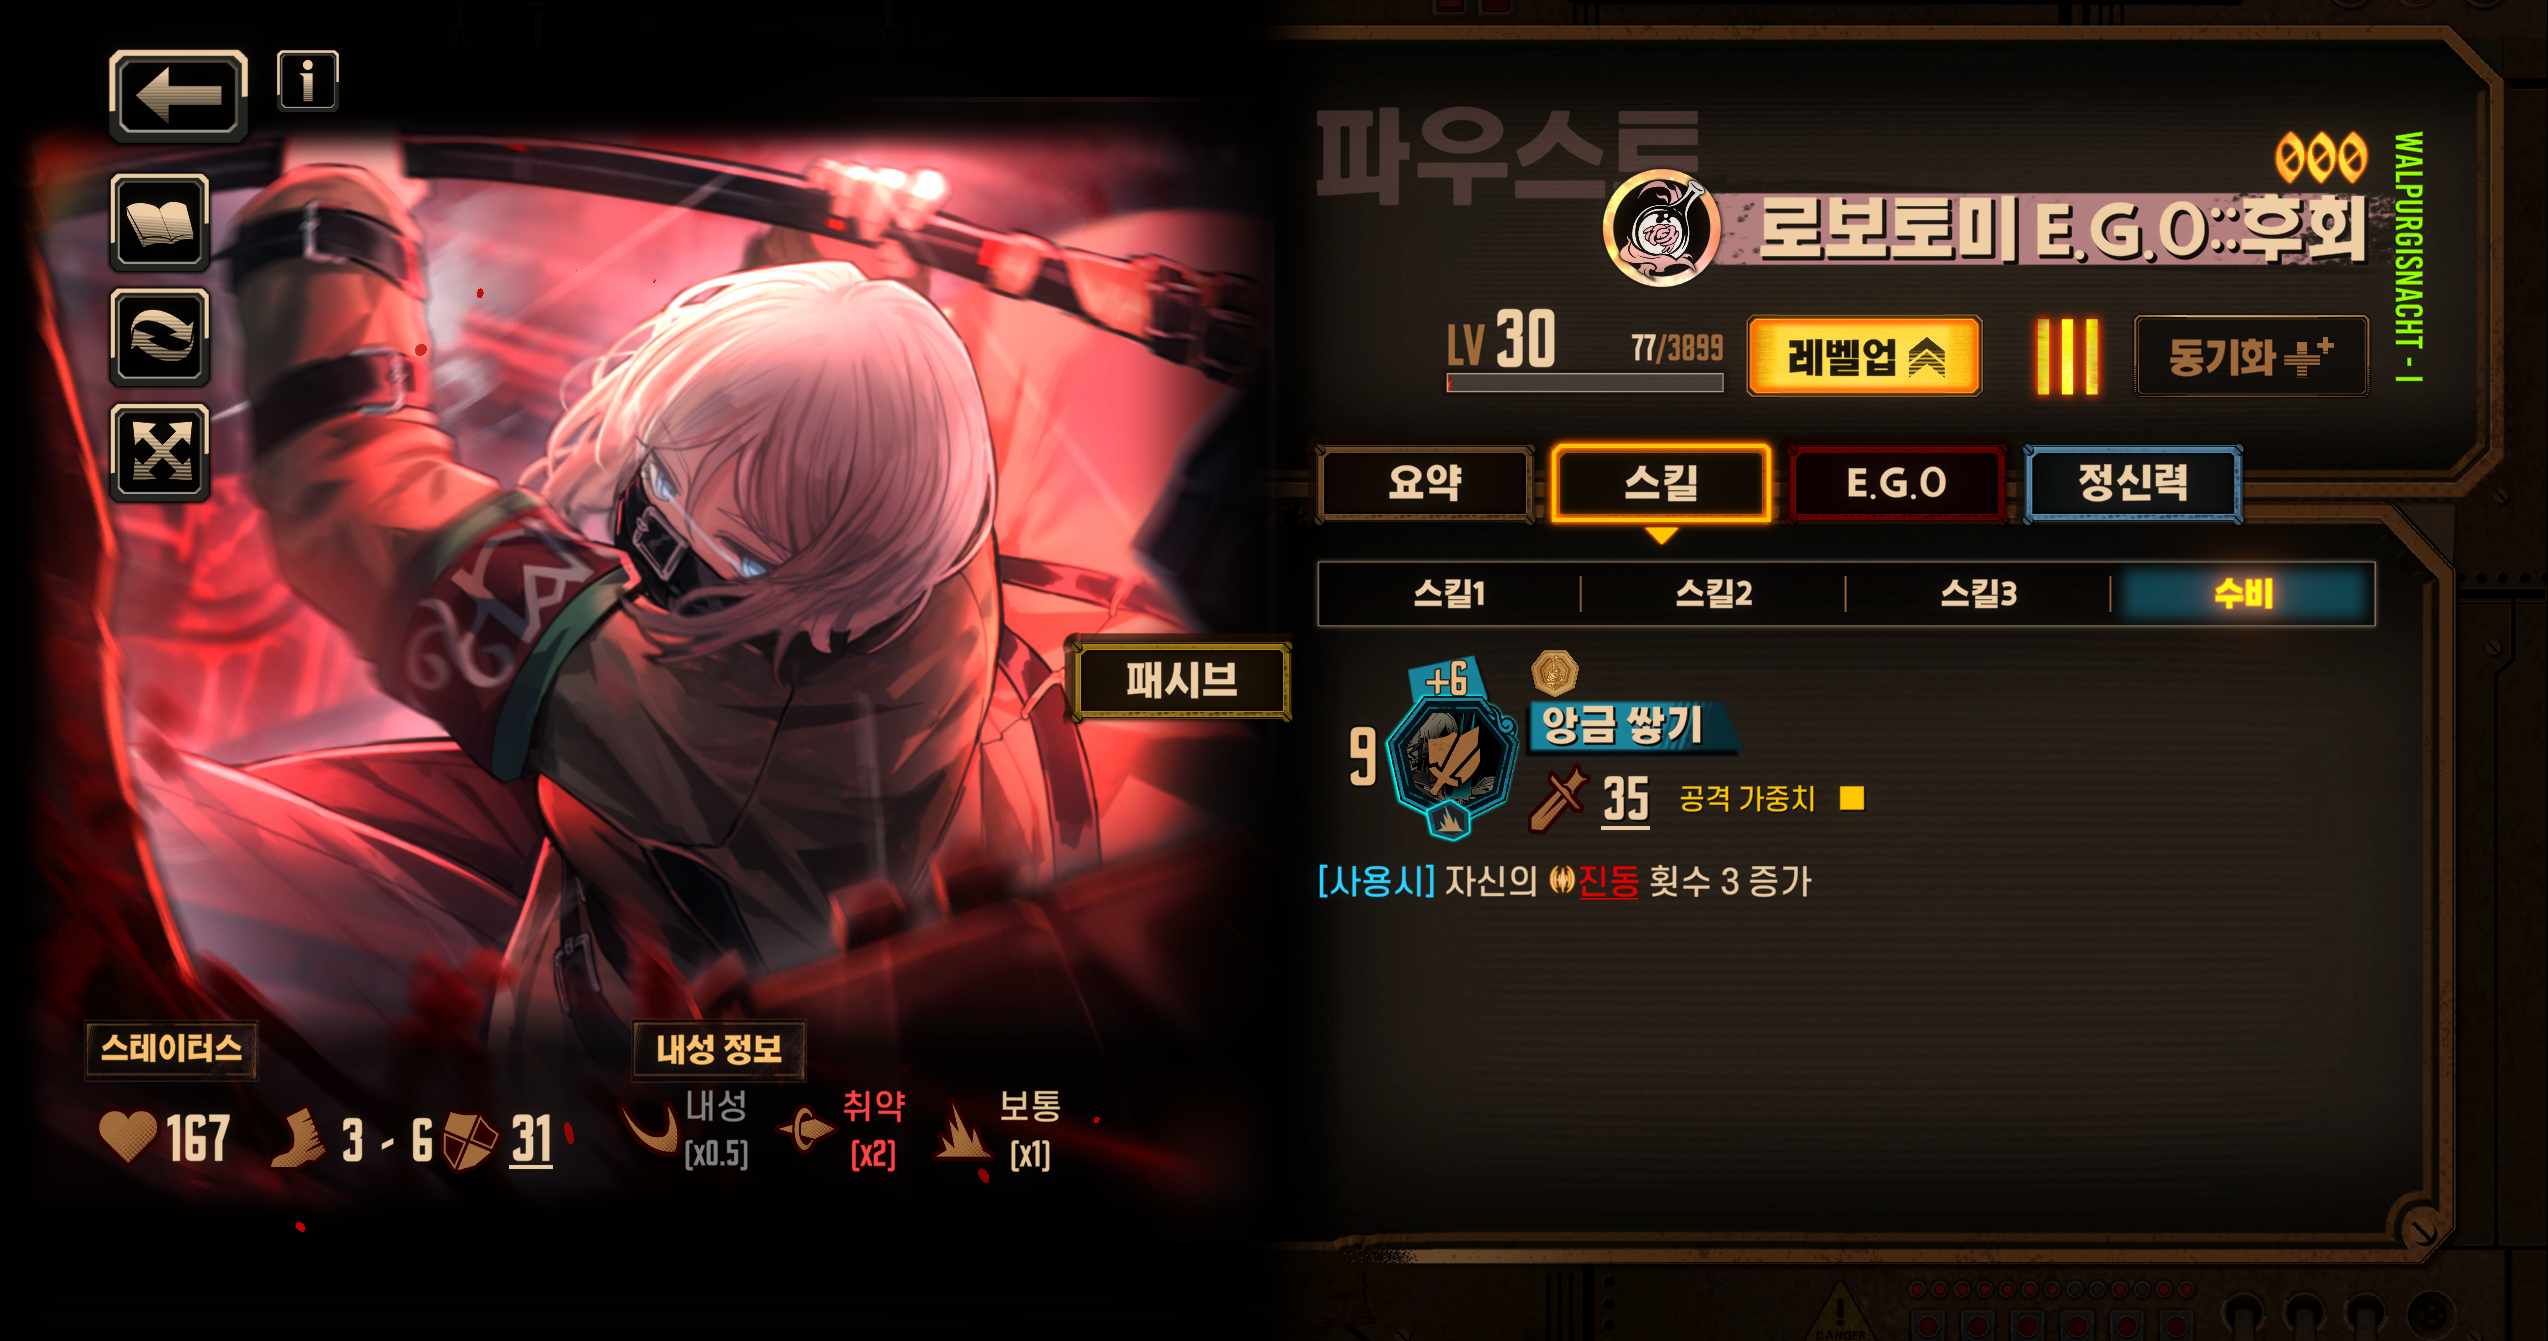 i
파우스트
로보토미 E.G.O::후회
WALPURGISNACHT - I
LV 30
77/3899
레벨업
동기화
요약
스킬
E.G.O
정신력
스킬1
스킬2
스킬3
수비
패시브
+6
9
앙금 쌓기
35
공격 가중치
[사용시] 자신의 진동 횟수 3 증가
스테이터스
167
3 - 6
31
내성 정보
내성
[x0.5]
취약
[x2]
보통
[x1]
DANGER